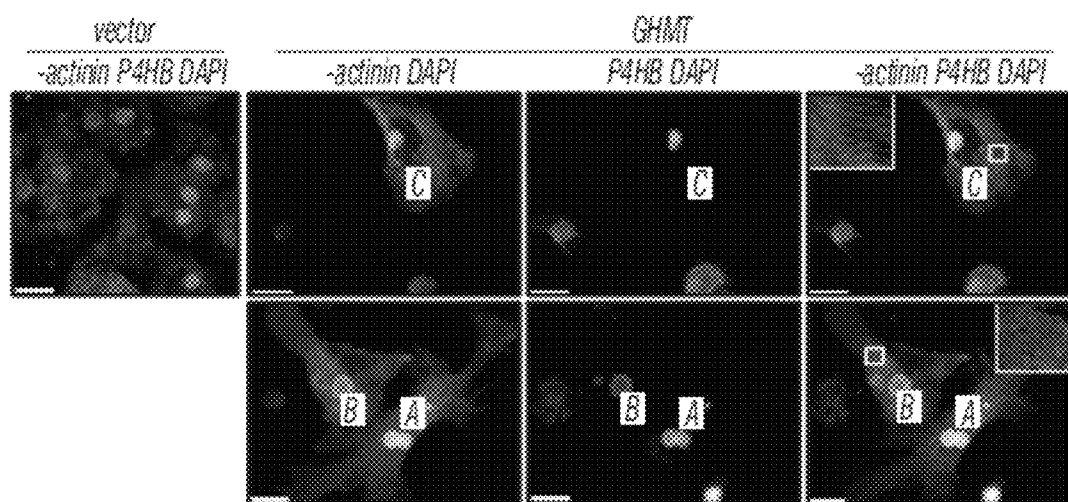 vector
GHMT
-actinin P4HB DAPI
-actinin DAPI
P4HB DAPI
-actinin P4HB DAPI
C
C
C
B
A
B
A
B
A